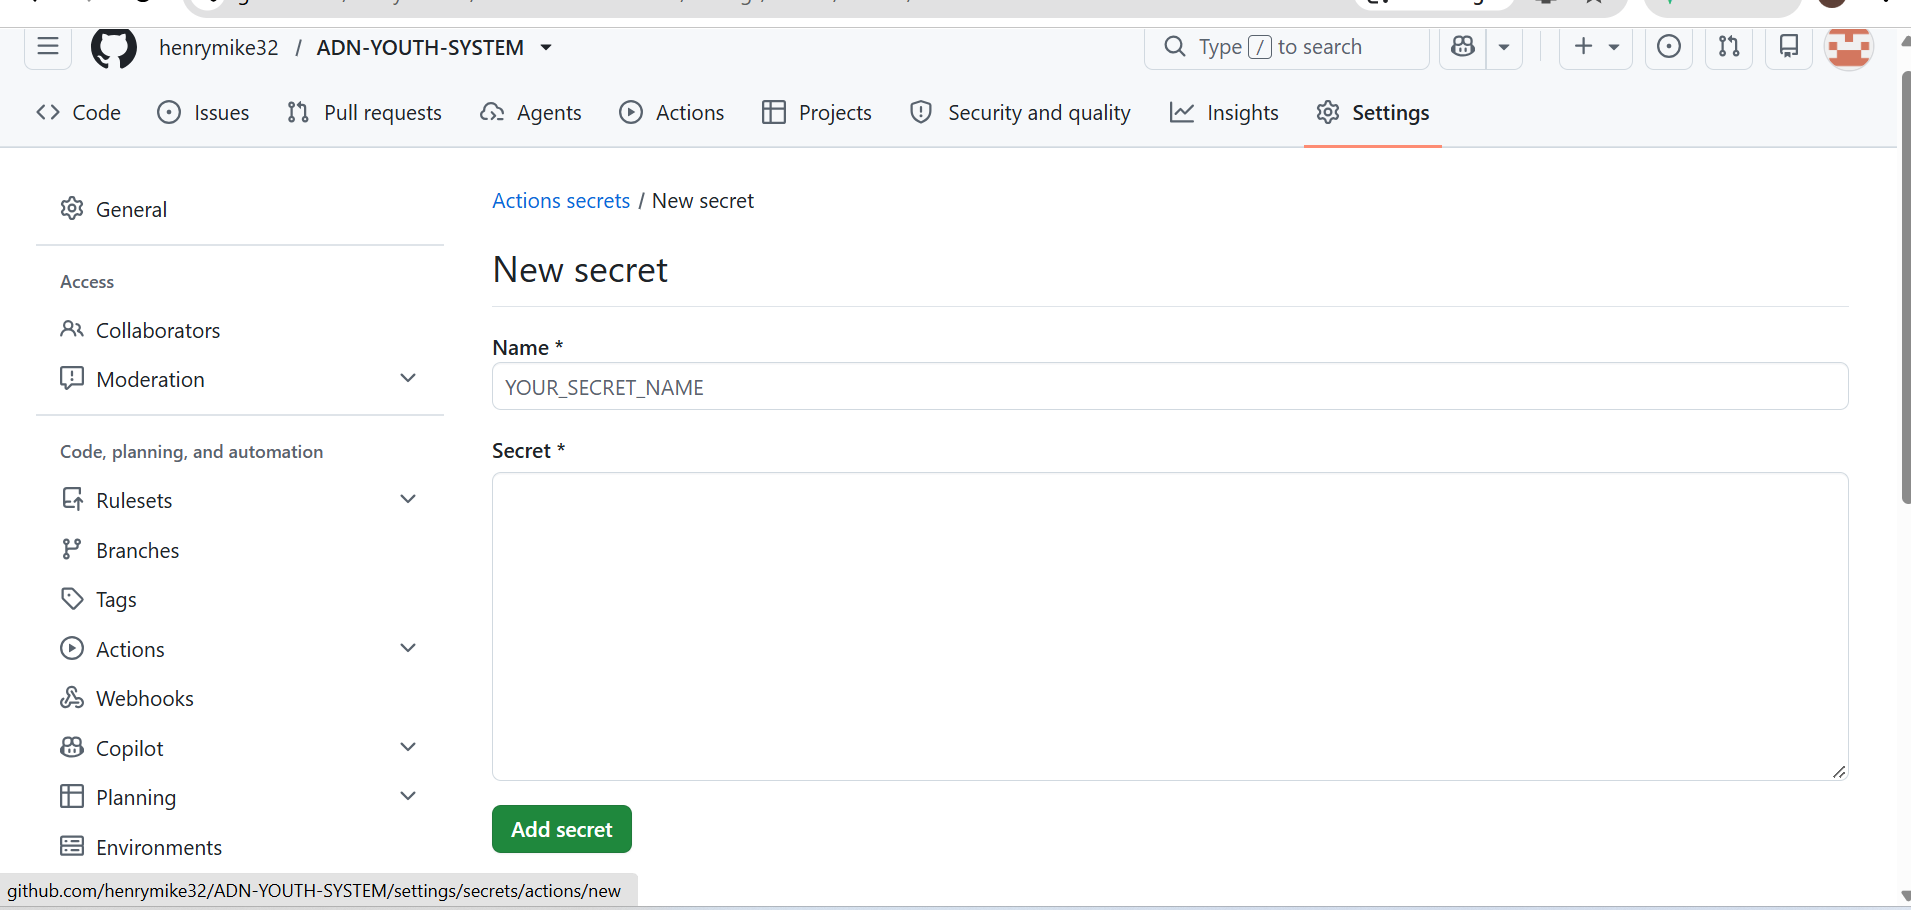 henrymike32 / ADN-YOUTH-SYSTEM
Type / to search
Code
Issues
Pull requests
Agents
Actions
Projects
Security and quality
Insights
Settings
General
Access
Collaborators
Moderation
Code, planning, and automation
Rulesets
Branches
Tags
Actions
Webhooks
Copilot
Planning
Environments
Actions secrets / New secret
New secret
Name *
YOUR_SECRET_NAME
Secret *
Add secret
github.com/henrymike32/ADN-YOUTH-SYSTEM/settings/secrets/actions/new